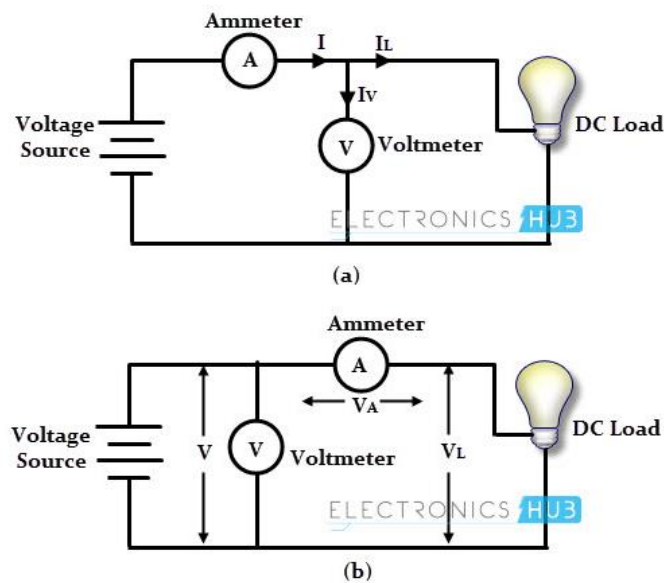 Ammeter
A
I
IL
IV
Voltage
Source
V
Voltmeter
DC Load
ELECTRONICS HUB
(a)
Ammeter
A
VA
Voltage
Source
V
V
Voltmeter
VL
DC Load
ELECTRONICS HUB
(b)